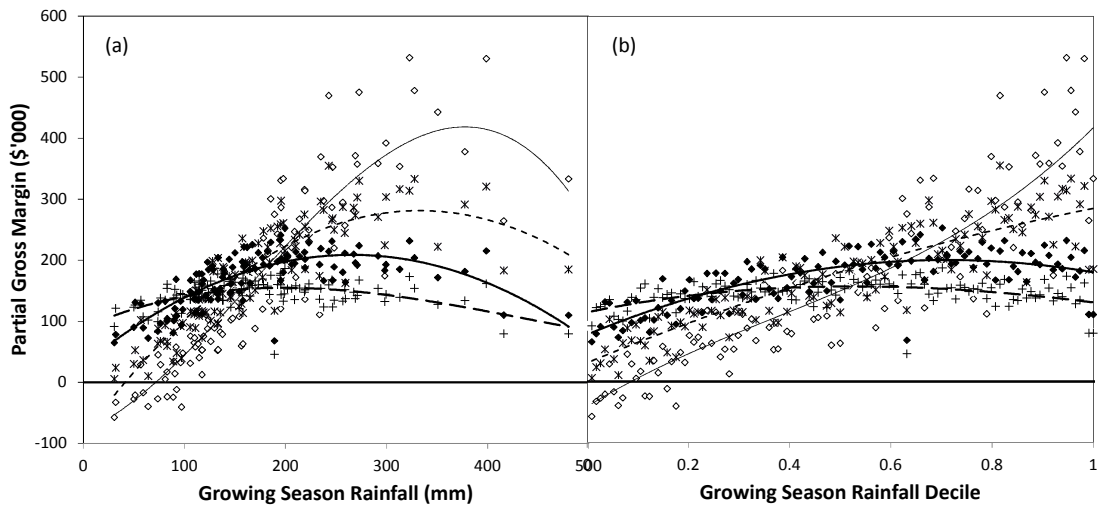 600
500
400
300
200
100
0
-100
Partial Gross Margin ($'000)
(a)
(b)
0 100 200 300 400 500
0 0.2 0.4 0.6 0.8 1
Growing Season Rainfall (mm)
Growing Season Rainfall Decile